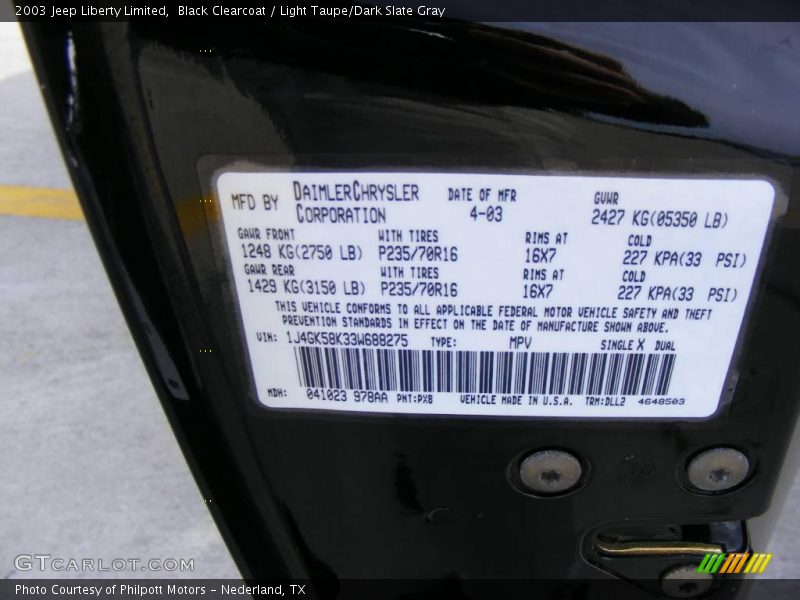 2003 Jeep Liberty Limited,  Black Clearcoat / Light Taupe/Dark Slate Gray
MFD BY DAIMLERCHRYSLER CORPORATION DATE OF MFR 4-03 GVWR 2427 KG(05350 LB)
GAWR FRONT WITH TIRES RIMS AT COLD
1248 KG(2750 LB) P235/70R16 16X7 227 KPA(33 PSI)
GAWR REAR WITH TIRES RIMS AT COLD
1429 KG(3150 LB) P235/70R16 16X7 227 KPA(33 PSI)
THIS VEHICLE CONFORMS TO ALL APPLICABLE FEDERAL MOTOR VEHICLE SAFETY AND THEFT
PREVENTION STANDARDS IN EFFECT ON THE DATE OF MANUFACTURE SHOWN ABOVE.
VIN: 1J4GK58K33W688275 TYPE: MPV SINGLE X DUAL
MDH: 041023 978AA PNT:PX8 VEHICLE MADE IN U.S.A. TRM:DLL2 4648503
GTCARLOT.COM
Photo Courtesy of Philpott Motors – Nederland, TX